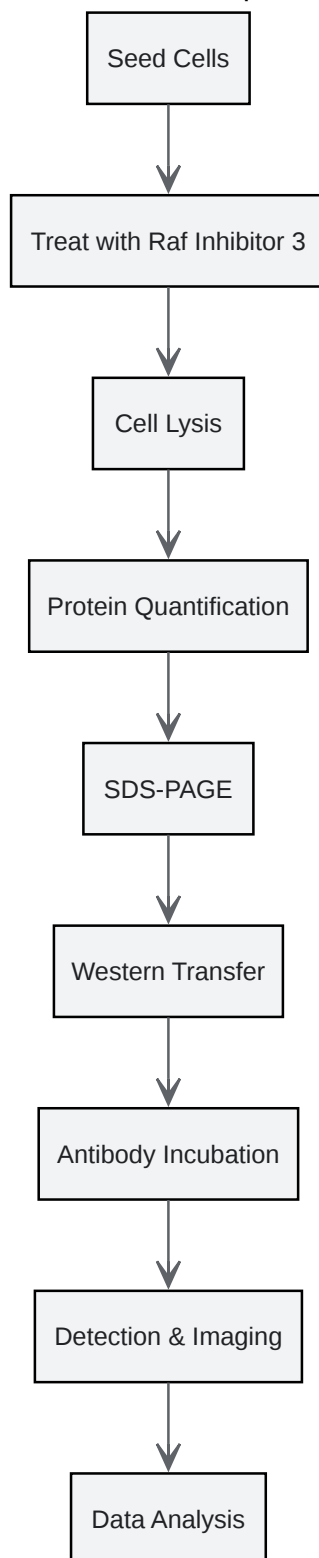 Seed Cells
Treat with Raf Inhibitor 3
Cell Lysis
Protein Quantification
SDS-PAGE
Western Transfer
Antibody Incubation
Detection & Imaging
Data Analysis